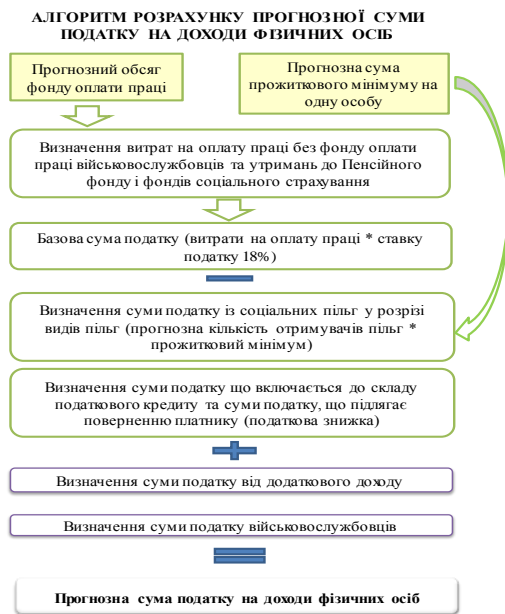 АЛГОРИТМ РОЗРАХУНКУ ПРОГНОЗНОЇ СУМИ
ПОДАТКУ НА ДОХОДИ ФІЗИЧНИХ ОСІБ
Прогнозний обсяг
фонду оплати праці
Прогнозна сума
прожиткового мінімуму на
одну особу
Визначення витрат на оплату праці без фонду оплати
праці військовослужбовців та утримань до Пенсійного
фонду і фондів соціального страхування
Базова сума податку (витрати на оплату праці * ставку
податку 18%)
Визначення суми податку із соціальних пільг у розрізі
видів пільг (прогнозна кількість отримувачів пільг *
прожитковий мінімум)
Визначення суми податку що включається до складу
податкового кредиту та суми податку, що підлягає
поверненню платнику (податкова знижка)
Визначення суми податку від додаткового доходу
Визначення суми податку військовослужбовців
Прогнозна сума податку на доходи фізичних осіб